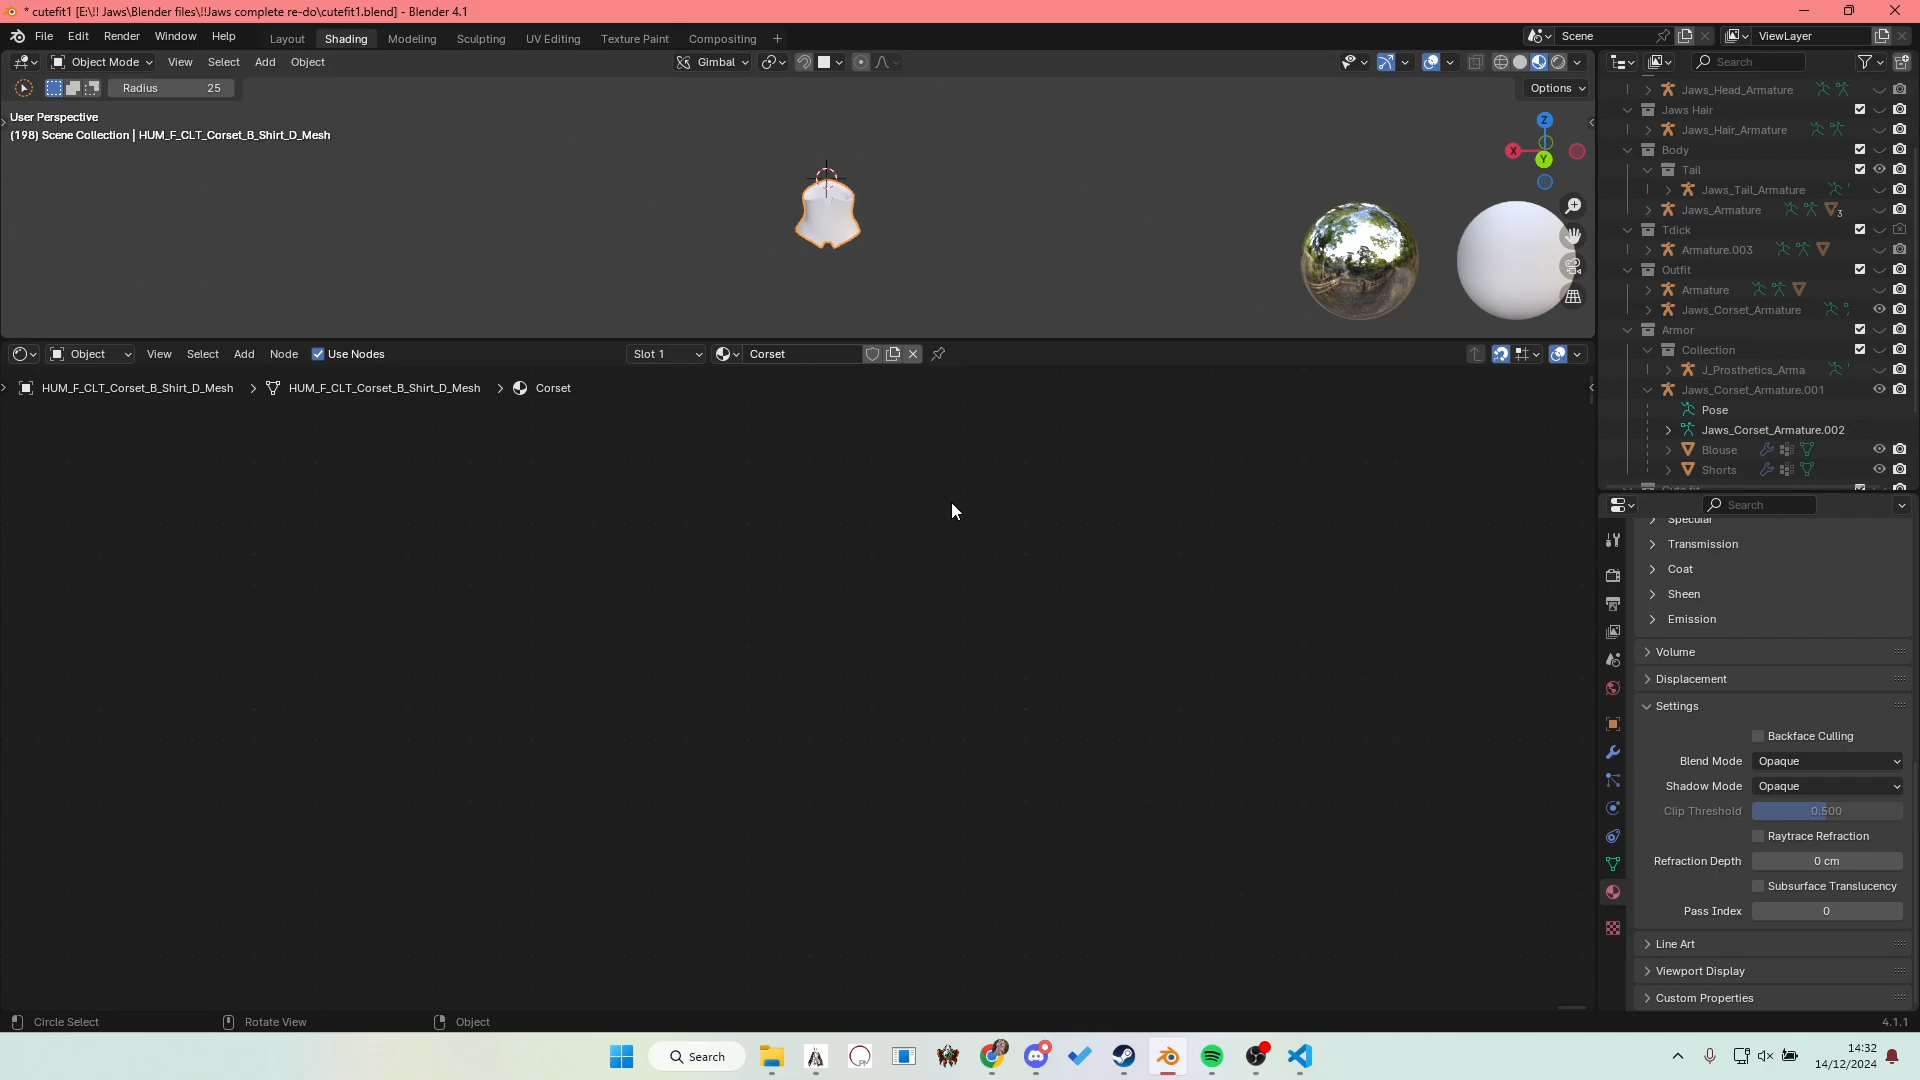 * cutefit1 [E:\!! Jaws\Blender files\!!Jaws complete re-do\cutefit1.blend] - Blender 4.1
File Edit Render Window Help Layout Shading Modeling Sculpting UV Editing Texture Paint Compositing + Scene ViewLayer
Object Mode View Select Add Object Gimbal Search
Radius 25 Options
User Perspective
(198) Scene Collection | HUM_F_CLT_Corset_B_Shirt_D_Mesh
Z
X
Y
Jaws_Head_Armature
Jaws Hair
Jaws_Hair_Armature
Body
Tail
Jaws_Tail_Armature
Jaws_Armature 3
Tdick
Armature.003
Outfit
Armature
Jaws_Corset_Armature
Armor
Collection
J_Prosthetics_Arma
Jaws_Corset_Armature.001
Pose
Jaws_Corset_Armature.002
Blouse
Shorts
Object View Select Add Node Use Nodes Slot 1 Corset
HUM_F_CLT_Corset_B_Shirt_D_Mesh > HUM_F_CLT_Corset_B_Shirt_D_Mesh > Corset
Search
Specular
Transmission
Coat
Sheen
Emission
Volume
Displacement
Settings
Backface Culling
Blend Mode Opaque
Shadow Mode Opaque
Clip Threshold 0.500
Raytrace Refraction
Refraction Depth 0 cm
Subsurface Translucency
Pass Index 0
Line Art
Viewport Display
Custom Properties
Circle Select Rotate View Object 4.1.1
Search
14:32
14/12/2024